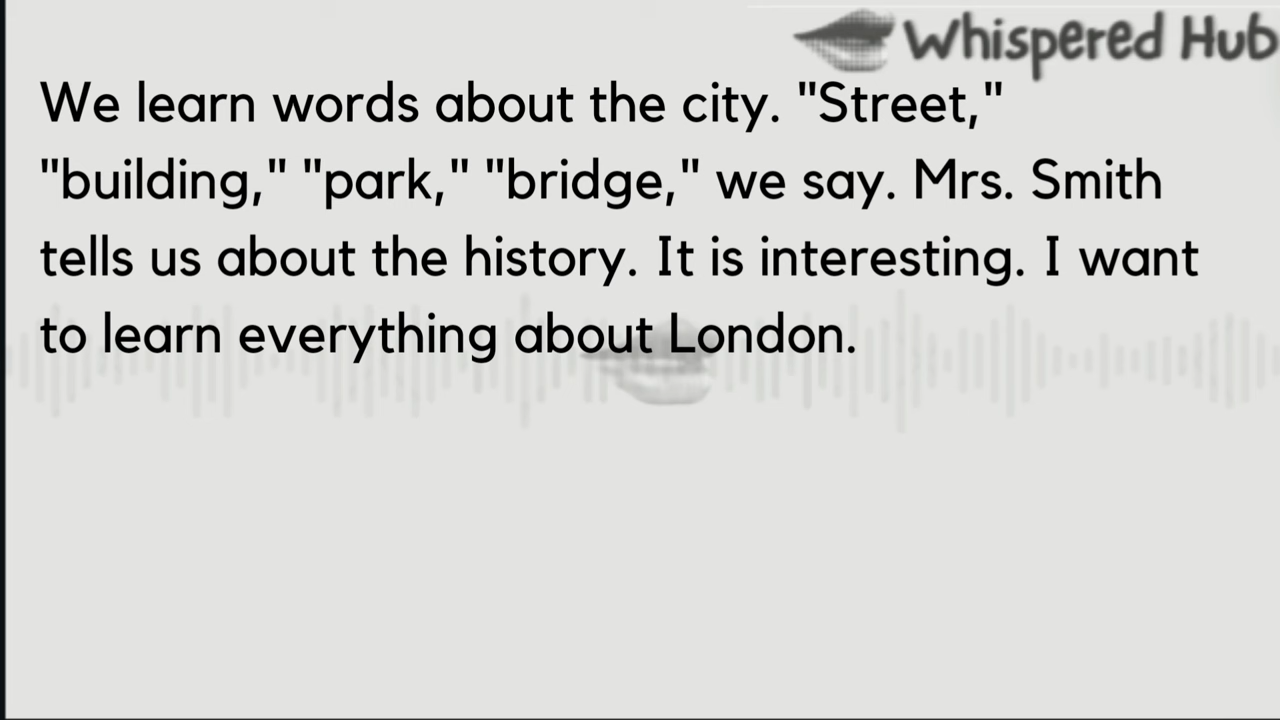 Whispered Hub
We learn words about the city. "Street,"
"building," "park," "bridge," we say. Mrs. Smith
tells us about the history. It is interesting. I want
to learn everything about London.